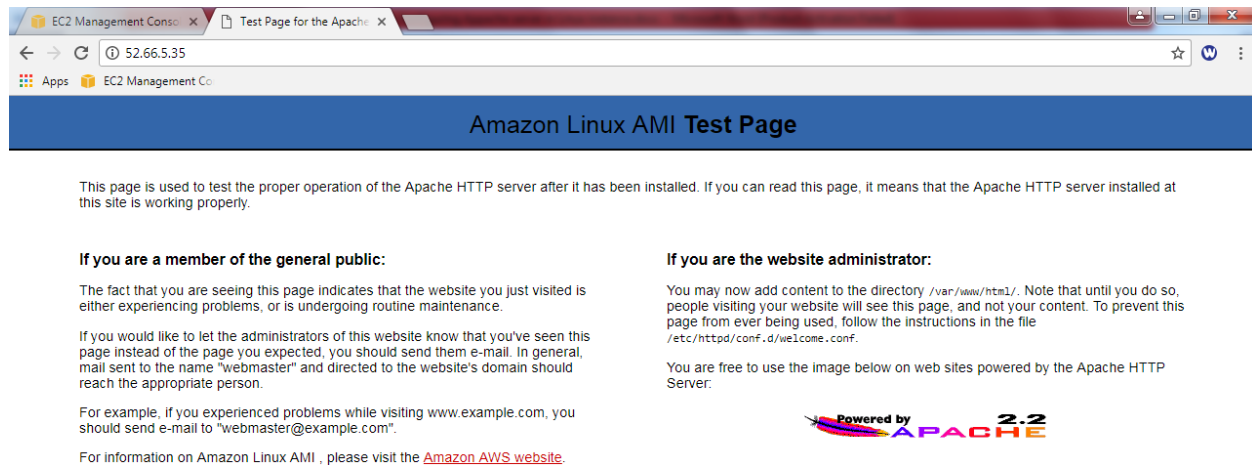 EC2 Management Conso
Test Page for the Apache
52.66.5.35
Apps EC2 Management Co
Amazon Linux AMI Test Page
This page is used to test the proper operation of the Apache HTTP server after it has been installed. If you can read this page, it means that the Apache HTTP server installed at
this site is working properly.
If you are a member of the general public:
The fact that you are seeing this page indicates that the website you just visited is
either experiencing problems, or is undergoing routine maintenance.
If you would like to let the administrators of this website know that you've seen this
page instead of the page you expected, you should send them e-mail. In general,
mail sent to the name "webmaster" and directed to the website's domain should
reach the appropriate person.
For example, if you experienced problems while visiting www.example.com, you
should send e-mail to "webmaster@example.com".
For information on Amazon Linux AMI , please visit the Amazon AWS website.
If you are the website administrator:
You may now add content to the directory /var/www/html/. Note that until you do so,
people visiting your website will see this page, and not your content. To prevent this
page from ever being used, follow the instructions in the file
/etc/httpd/conf.d/welcome.conf.
You are free to use the image below on web sites powered by the Apache HTTP
Server:
Powered by 2.2
APACHE